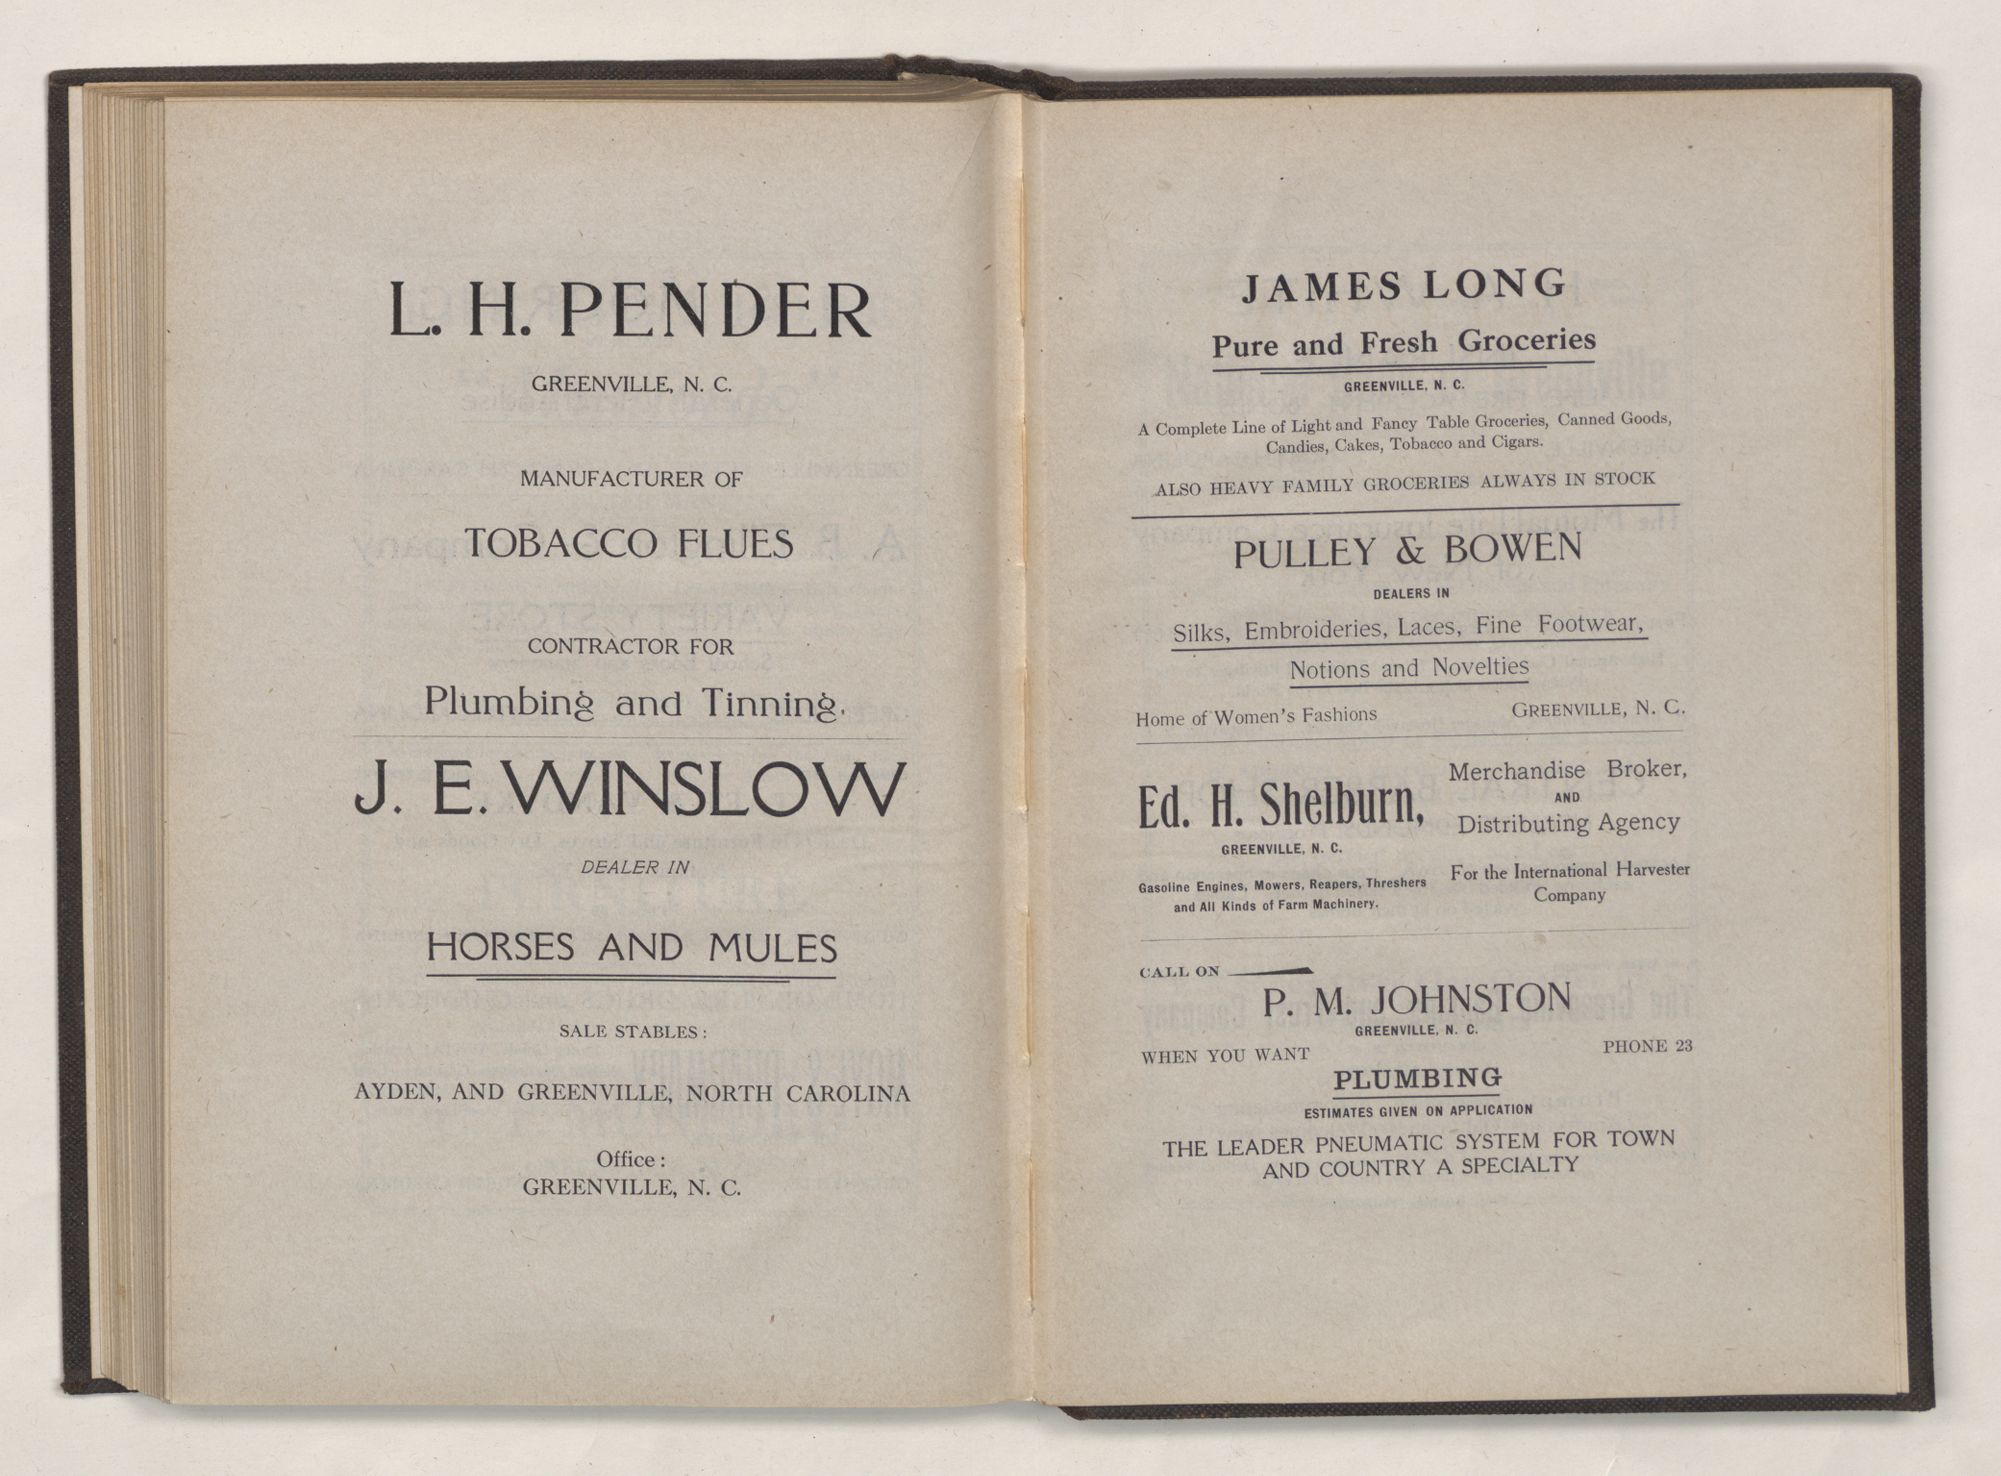 L. H. PENDER
GREENVILLE, N. C.
MANUFACTURER OF
TOBACCO FLUES
CONTRACTOR FOR
Plumbing and Tinning.
J. E. WINSLOW
DEALER IN
HORSES AND MULES
SALE STABLES:
AYDEN, AND GREENVILLE, NORTH CAROLINA
Office:
GREENVILLE, N. C.
JAMES LONG
Pure and Fresh Groceries
GREENVILLE, N. C.
A Complete Line of Light and Fancy Table Groceries, Canned Goods,
Candies, Cakes, Tobacco and Cigars.
ALSO HEAVY FAMILY GROCERIES ALWAYS IN STOCK
PULLEY & BOWEN
DEALERS IN
Silks, Embroideries, Laces, Fine Footwear,
Notions and Novelties
Home of Women's Fashions GREENVILLE, N. C.
Ed. H. Shelburn,
GREENVILLE, N. C.
Gasoline Engines, Mowers, Reapers, Threshers
and All Kinds of Farm Machinery.
Merchandise Broker,
AND
Distributing Agency
For the International Harvester
Company
CALL ON
P. M. JOHNSTON
GREENVILLE, N. C.
WHEN YOU WANT PHONE 23
PLUMBING
ESTIMATES GIVEN ON APPLICATION
THE LEADER PNEUMATIC SYSTEM FOR TOWN
AND COUNTRY A SPECIALTY